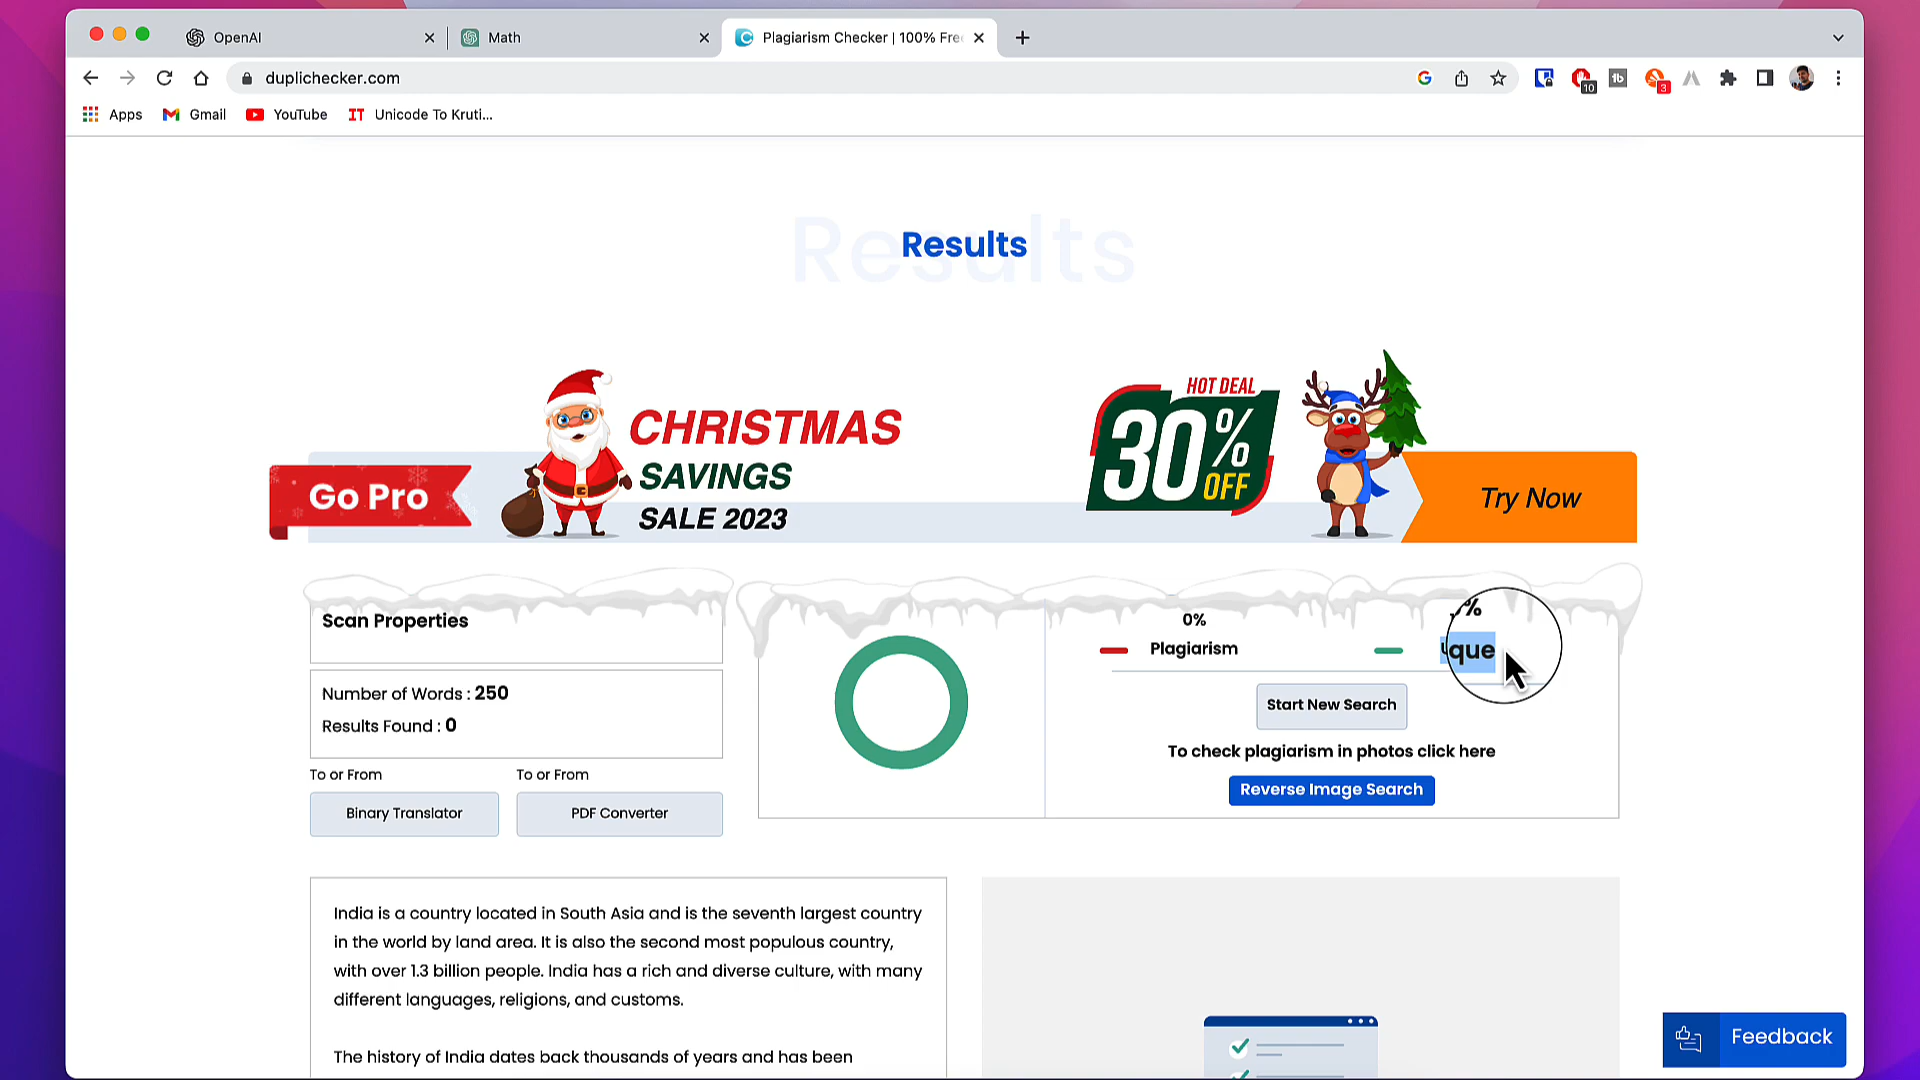 OpenAI
Math
Plagiarism Checker | 100% Fre
duplichecker.com
10
3
Apps
Gmail
YouTube
Unicode To Kruti...
Results
Results
Go Pro
CHRISTMAS
SAVINGS
SALE 2023
HOT DEAL
30%
OFF
Try Now
Scan Properties
Number of Words : 250
Results Found : 0
To or From
To or From
Binary Translator
PDF Converter
0%
Plagiarism
%
que
Start New Search
To check plagiarism in photos click here
Reverse Image Search
India is a country located in South Asia and is the seventh largest country
in the world by land area. It is also the second most populous country,
with over 1.3 billion people. India has a rich and diverse culture, with many
different languages, religions, and customs.
The history of India dates back thousands of years and has been
Feedback